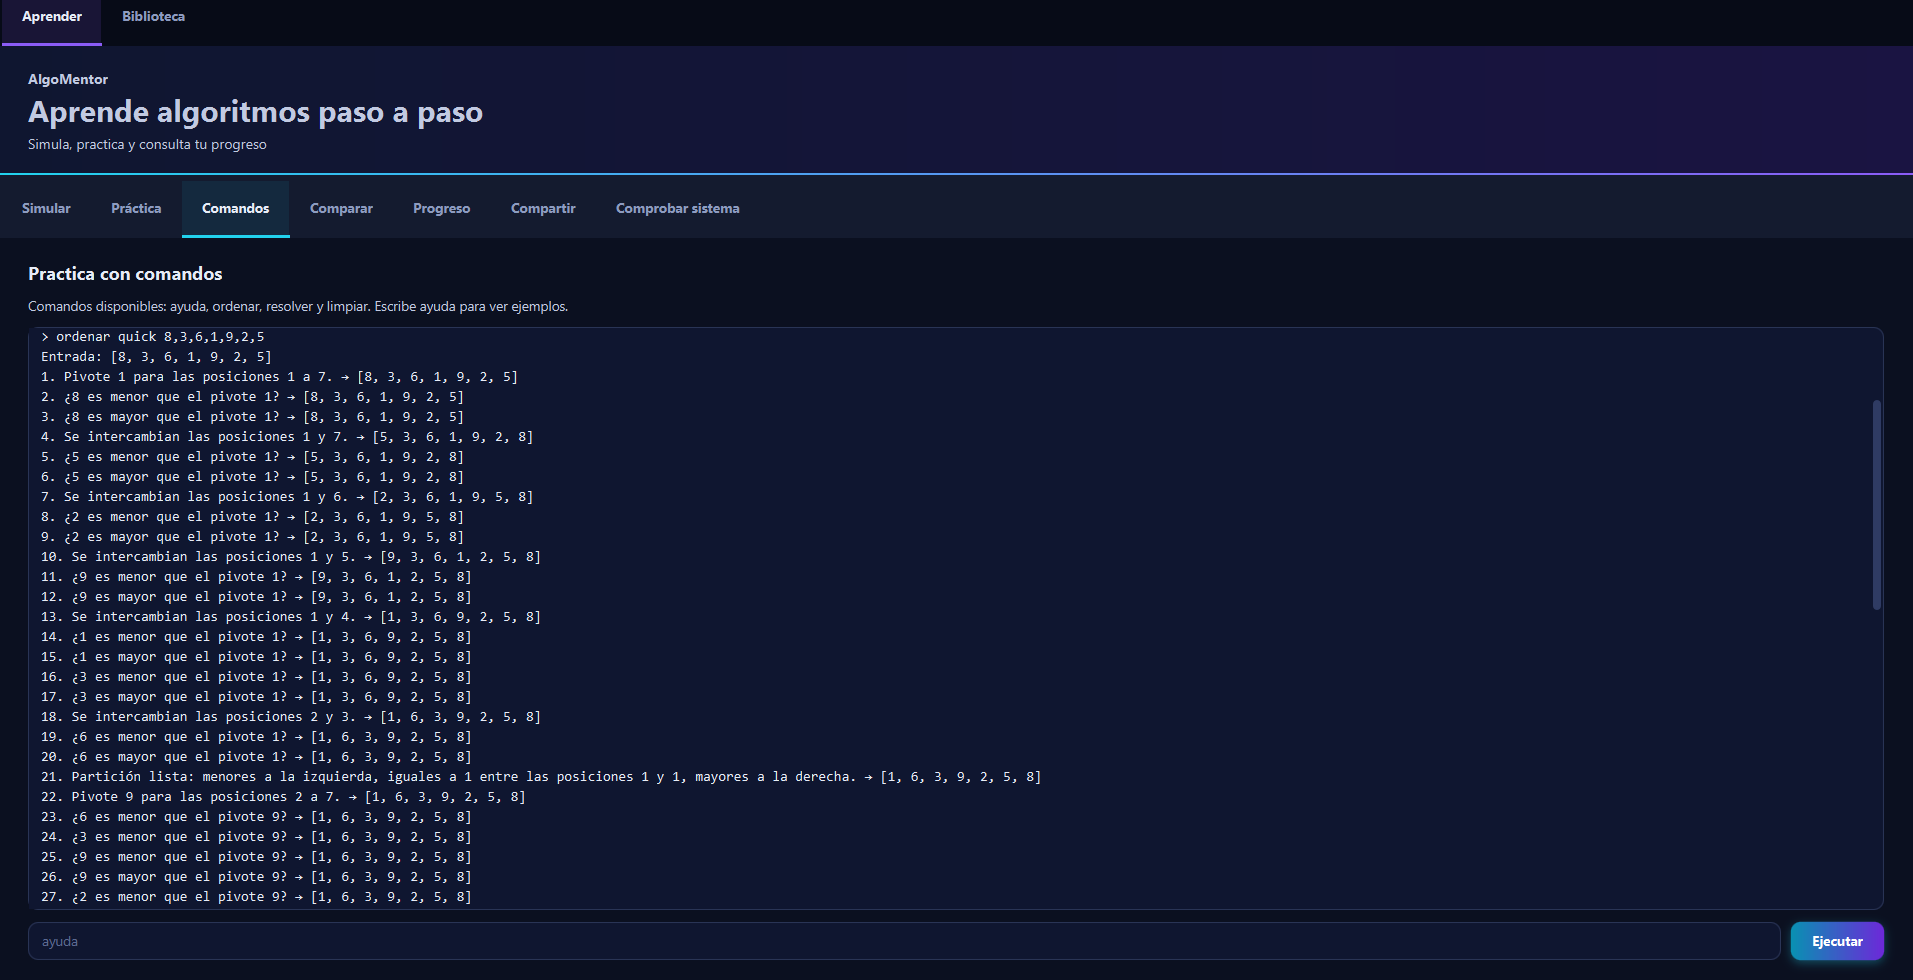 Aprender
Biblioteca
AlgoMentor
Aprende algoritmos paso a paso
Simula, practica y consulta tu progreso
Simular
Práctica
Comandos
Comparar
Progreso
Compartir
Comprobar sistema
Practica con comandos
Comandos disponibles: ayuda, ordenar, resolver y limpiar. Escribe ayuda para ver ejemplos.
> ordenar quick 8,3,6,1,9,2,5
Entrada: [8, 3, 6, 1, 9, 2, 5]
1. Pivote 1 para las posiciones 1 a 7. → [8, 3, 6, 1, 9, 2, 5]
2. ¿8 es menor que el pivote 1? → [8, 3, 6, 1, 9, 2, 5]
3. ¿8 es mayor que el pivote 1? → [8, 3, 6, 1, 9, 2, 5]
4. Se intercambian las posiciones 1 y 7. → [5, 3, 6, 1, 9, 2, 8]
5. ¿5 es menor que el pivote 1? → [5, 3, 6, 1, 9, 2, 8]
6. ¿5 es mayor que el pivote 1? → [5, 3, 6, 1, 9, 2, 8]
7. Se intercambian las posiciones 1 y 6. → [2, 3, 6, 1, 9, 5, 8]
8. ¿2 es menor que el pivote 1? → [2, 3, 6, 1, 9, 5, 8]
9. ¿2 es mayor que el pivote 1? → [2, 3, 6, 1, 9, 5, 8]
10. Se intercambian las posiciones 1 y 5. → [9, 3, 6, 1, 2, 5, 8]
11. ¿9 es menor que el pivote 1? → [9, 3, 6, 1, 2, 5, 8]
12. ¿9 es mayor que el pivote 1? → [9, 3, 6, 1, 2, 5, 8]
13. Se intercambian las posiciones 1 y 4. → [1, 3, 6, 9, 2, 5, 8]
14. ¿1 es menor que el pivote 1? → [1, 3, 6, 9, 2, 5, 8]
15. ¿1 es mayor que el pivote 1? → [1, 3, 6, 9, 2, 5, 8]
16. ¿3 es menor que el pivote 1? → [1, 3, 6, 9, 2, 5, 8]
17. ¿3 es mayor que el pivote 1? → [1, 3, 6, 9, 2, 5, 8]
18. Se intercambian las posiciones 2 y 3. → [1, 6, 3, 9, 2, 5, 8]
19. ¿6 es menor que el pivote 1? → [1, 6, 3, 9, 2, 5, 8]
20. ¿6 es mayor que el pivote 1? → [1, 6, 3, 9, 2, 5, 8]
21. Partición lista: menores a la izquierda, iguales a 1 entre las posiciones 1 y 1, mayores a la derecha. → [1, 6, 3, 9, 2, 5, 8]
22. Pivote 9 para las posiciones 2 a 7. → [1, 6, 3, 9, 2, 5, 8]
23. ¿6 es menor que el pivote 9? → [1, 6, 3, 9, 2, 5, 8]
24. ¿3 es menor que el pivote 9? → [1, 6, 3, 9, 2, 5, 8]
25. ¿9 es menor que el pivote 9? → [1, 6, 3, 9, 2, 5, 8]
26. ¿9 es mayor que el pivote 9? → [1, 6, 3, 9, 2, 5, 8]
27. ¿2 es menor que el pivote 9? → [1, 6, 3, 9, 2, 5, 8]
ayuda
Ejecutar